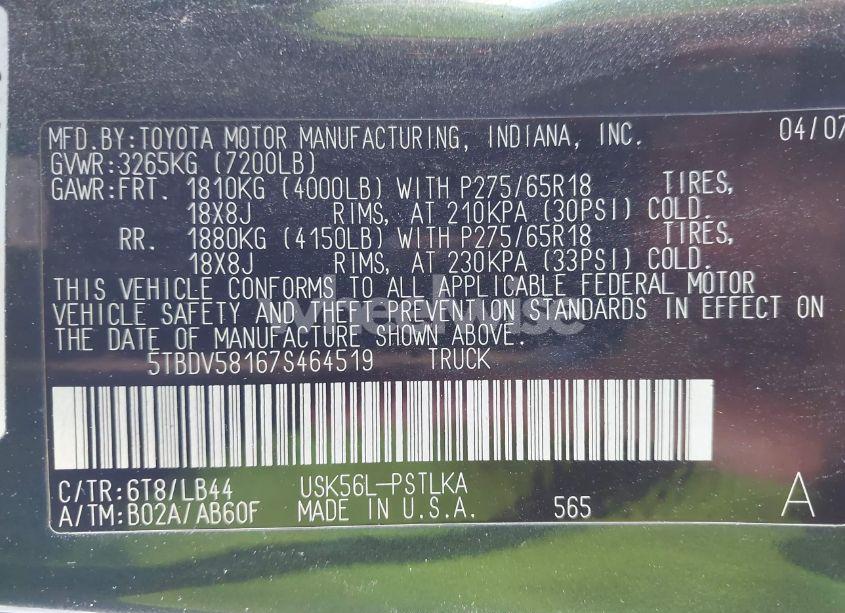 MFD.BY:TOYOTA MOTOR MANUFACTURING, INDIANA, INC. 04/07
GVWR:3265KG (7200LB)
GAWR:FRT. 1810KG (4000LB) WITH P275/65R18 TIRES,
18X8J RIMS, AT 210KPA (30PSI) COLD.
RR. 1880KG (4150LB) WITH P275/65R18 TIRES,
18X8J RIMS, AT 230KPA (33PSI) COLD.
THIS VEHICLE CONFORMS TO ALL APPLICABLE FEDERAL MOTOR
VEHICLE SAFETY AND THEFT PREVENTION STANDARDS IN EFFECT ON
THE DATE OF MANUFACTURE SHOWN ABOVE.
5TBDV58167S464519 TRUCK
C/TR:6T8/LB44 USK56L-PSTLKA
A/TM:B02A/AB60F MADE IN U.S.A. 565 A